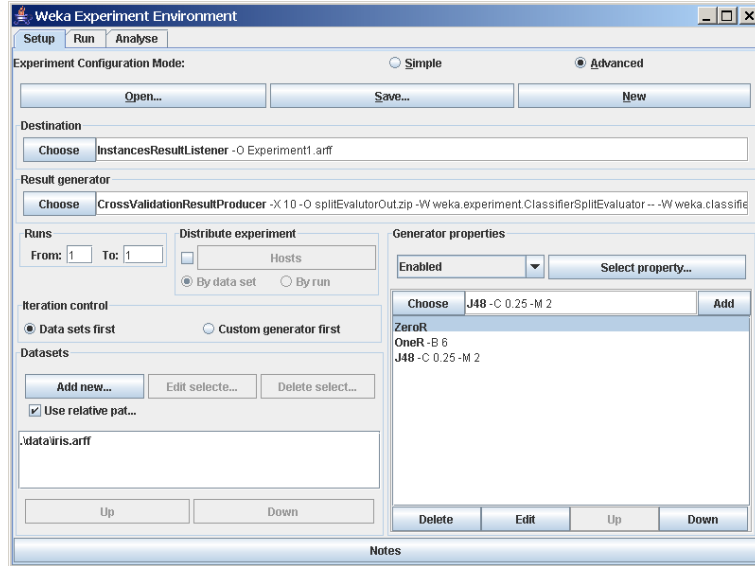 Weka Experiment Environment
Setup Run Analyse
Experiment Configuration Mode: Simple Advanced
Open... Save... New
Destination
Choose InstancesResultListener -O Experiment1.arff
Result generator
Choose CrossValidationResultProducer -X 10 -O splitEvalutorOut.zip -W weka.experiment.ClassifierSplitEvaluator -- -W weka.classifie
Runs
From: 1 To: 1
Distribute experiment
Hosts
By data set By run
Generator properties
Enabled Select property...
Choose J48 -C 0.25 -M 2 Add
ZeroR
OneR -B 6
J48 -C 0.25 -M 2
Delete Edit Up Down
Iteration control
Data sets first Custom generator first
Datasets
Add new... Edit selecte... Delete select...
Use relative pat...
.\data\iris.arff
Up Down
Notes